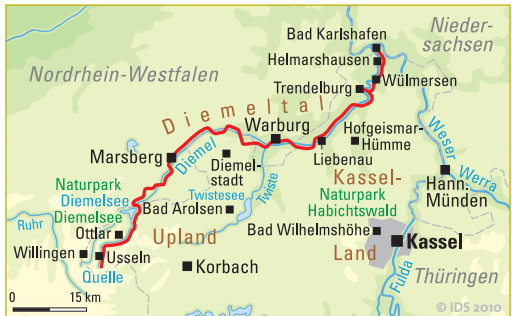 Bad Karlshafen
Nieder-
sachsen
Helmarshausen
Nordrhein-Westfalen
Wülmersen
Trendelburg
Diemeltal
Warburg
Hofgeismar-
Hümme
Weser
Marsberg
Diemel
Liebenau
Diemel-
stadt
Twiste
Kassel-
Werra
Naturpark
Diemelsee
Diemelsee
Twistesee
Naturpark
Habichtswald
Hann.
Münden
Bad Arolsen
Ruhr
Ottlar
Upland
Bad Wilhelmshöhe
Kassel
Willingen
Usseln
Land
Quelle
Korbach
Fulda
Thüringen
0 15 km
© IDS 2010